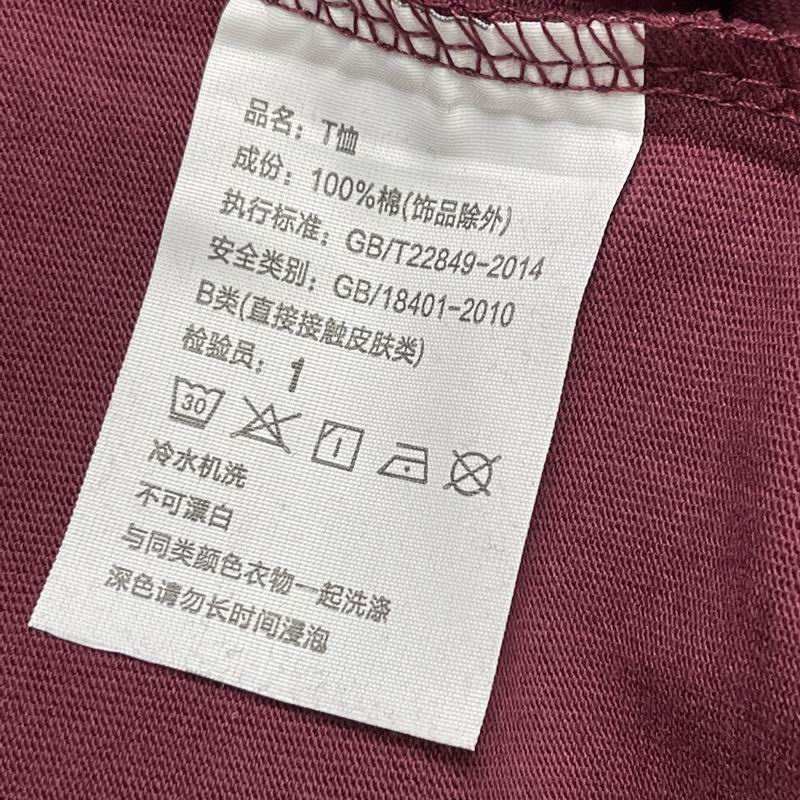 品名：T恤
成份：100%棉(饰品除外)
执行标准：GB/T22849-2014
安全类别：GB/18401-2010
B类(直接接触皮肤类)
检验员：1
30
冷水机洗
不可漂白
与同类颜色衣物一起洗涤
深色请勿长时间浸泡